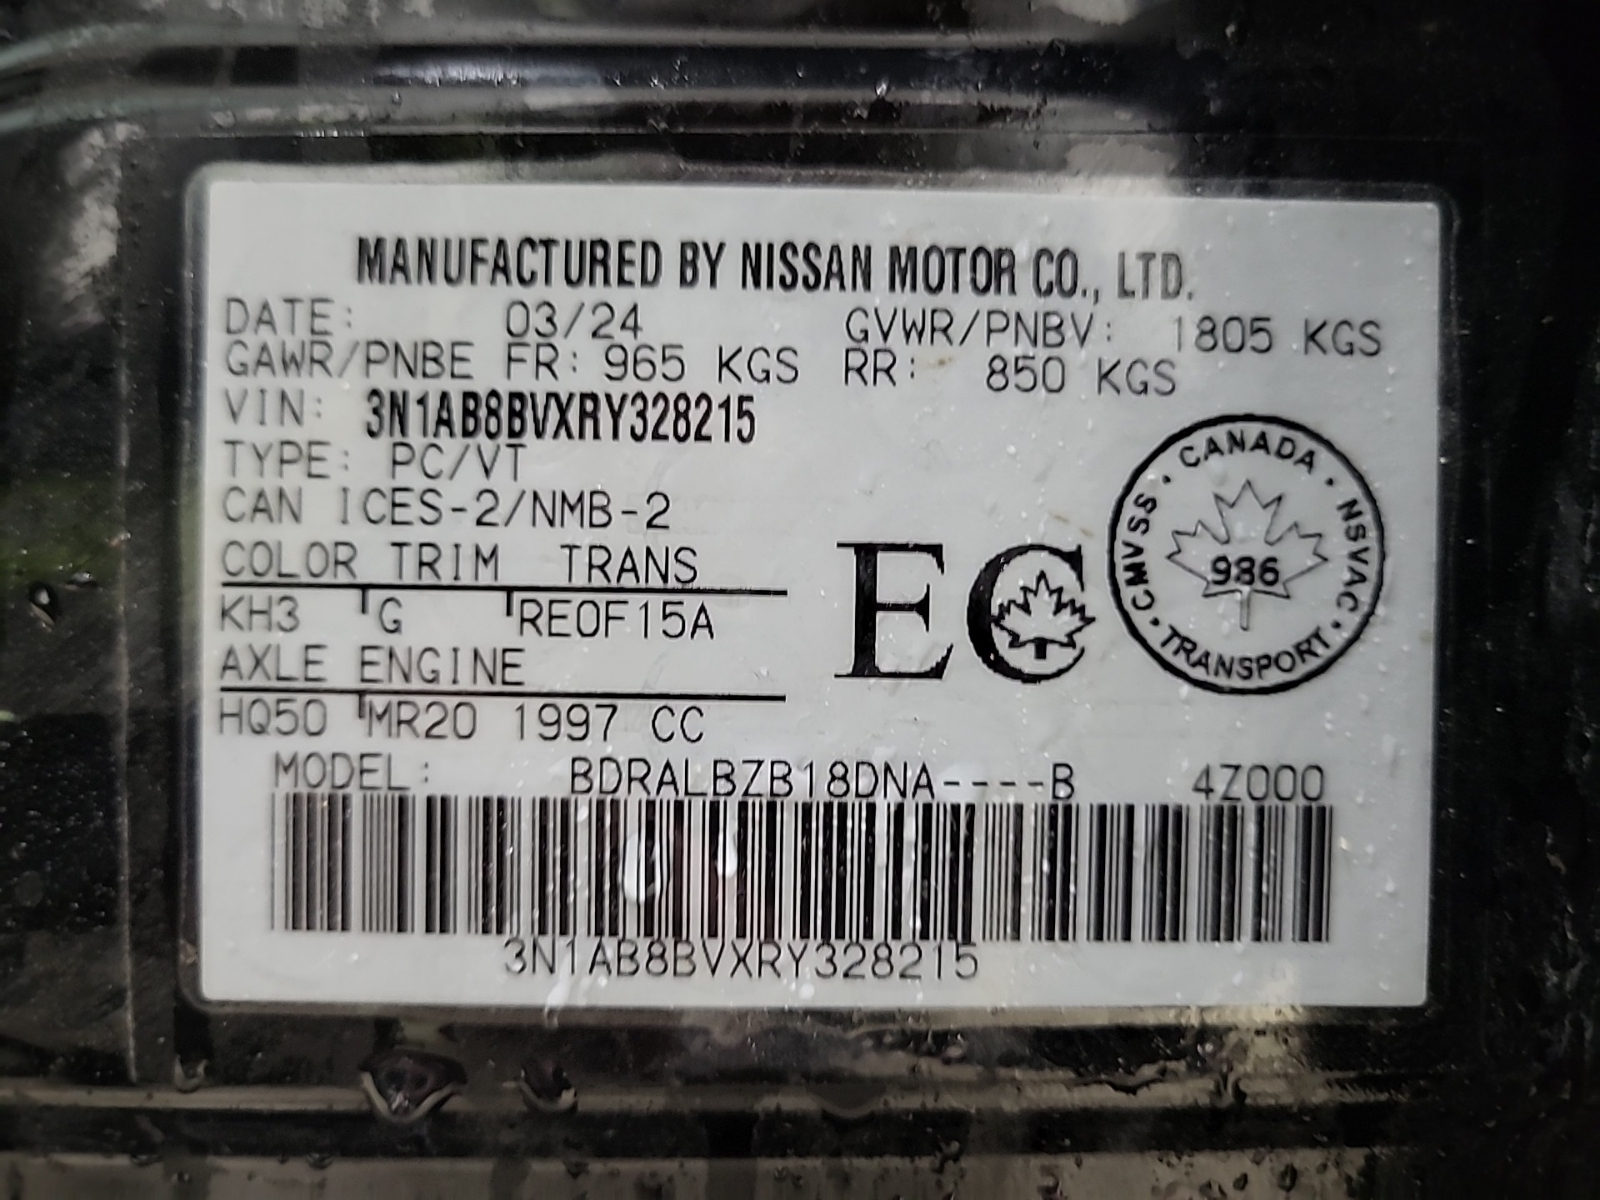 MANUFACTURED BY NISSAN MOTOR CO., LTD.
DATE: 03/24 GVWR/PNBV: 1805 KGS
GAWR/PNBE FR: 965 KGS RR: 850 KGS
VIN: 3N1AB8BVXRY328215
TYPE: PC/VT
CAN ICES-2/NMB-2
COLOR TRIM TRANS
KH3 G RE0F15A
AXLE ENGINE
HQ50 MR20 1997 CC
EC
CANADA · NSVAC · TRANSPORT · CMVSS ·
986
MODEL: BDRALBZB18DNA----B 4Z000
3N1AB8BVXRY328215